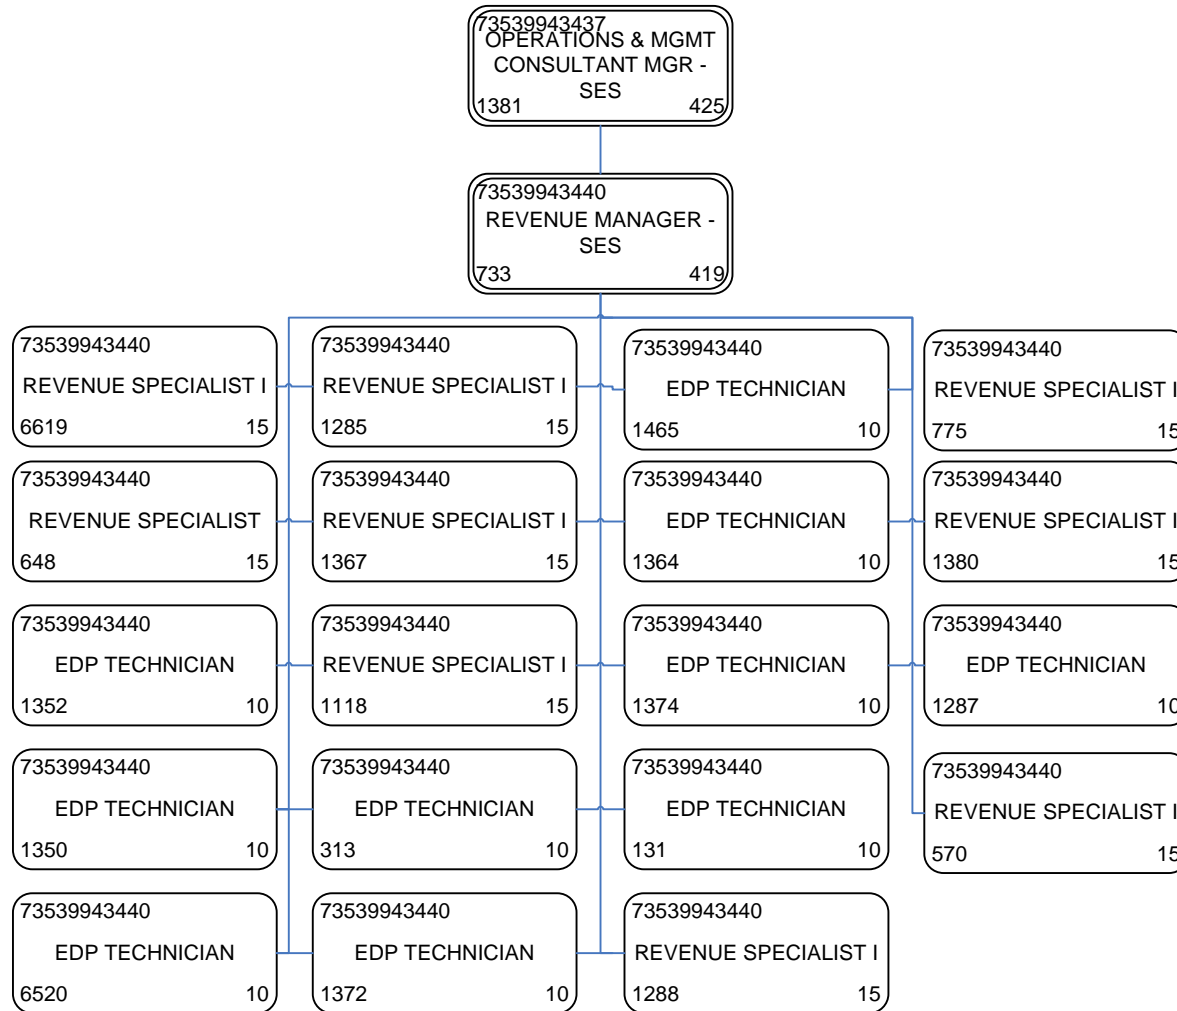 73539943437
OPERATIONS & MGMT
CONSULTANT MGR -
SES
1381 425
73539943440
REVENUE MANAGER -
SES
733 419
73539943440
REVENUE SPECIALIST I
6619 15
73539943440
REVENUE SPECIALIST I
1285 15
73539943440
EDP TECHNICIAN
1465 10
73539943440
REVENUE SPECIALIST I
775 15
73539943440
REVENUE SPECIALIST
648 15
73539943440
REVENUE SPECIALIST I
1367 15
73539943440
EDP TECHNICIAN
1364 10
73539943440
REVENUE SPECIALIST I
1380 15
73539943440
EDP TECHNICIAN
1352 10
73539943440
REVENUE SPECIALIST I
1118 15
73539943440
EDP TECHNICIAN
1374 10
73539943440
EDP TECHNICIAN
1287 10
73539943440
EDP TECHNICIAN
1350 10
73539943440
EDP TECHNICIAN
313 10
73539943440
EDP TECHNICIAN
131 10
73539943440
REVENUE SPECIALIST I
570 15
73539943440
EDP TECHNICIAN
6520 10
73539943440
EDP TECHNICIAN
1372 10
73539943440
REVENUE SPECIALIST I
1288 15